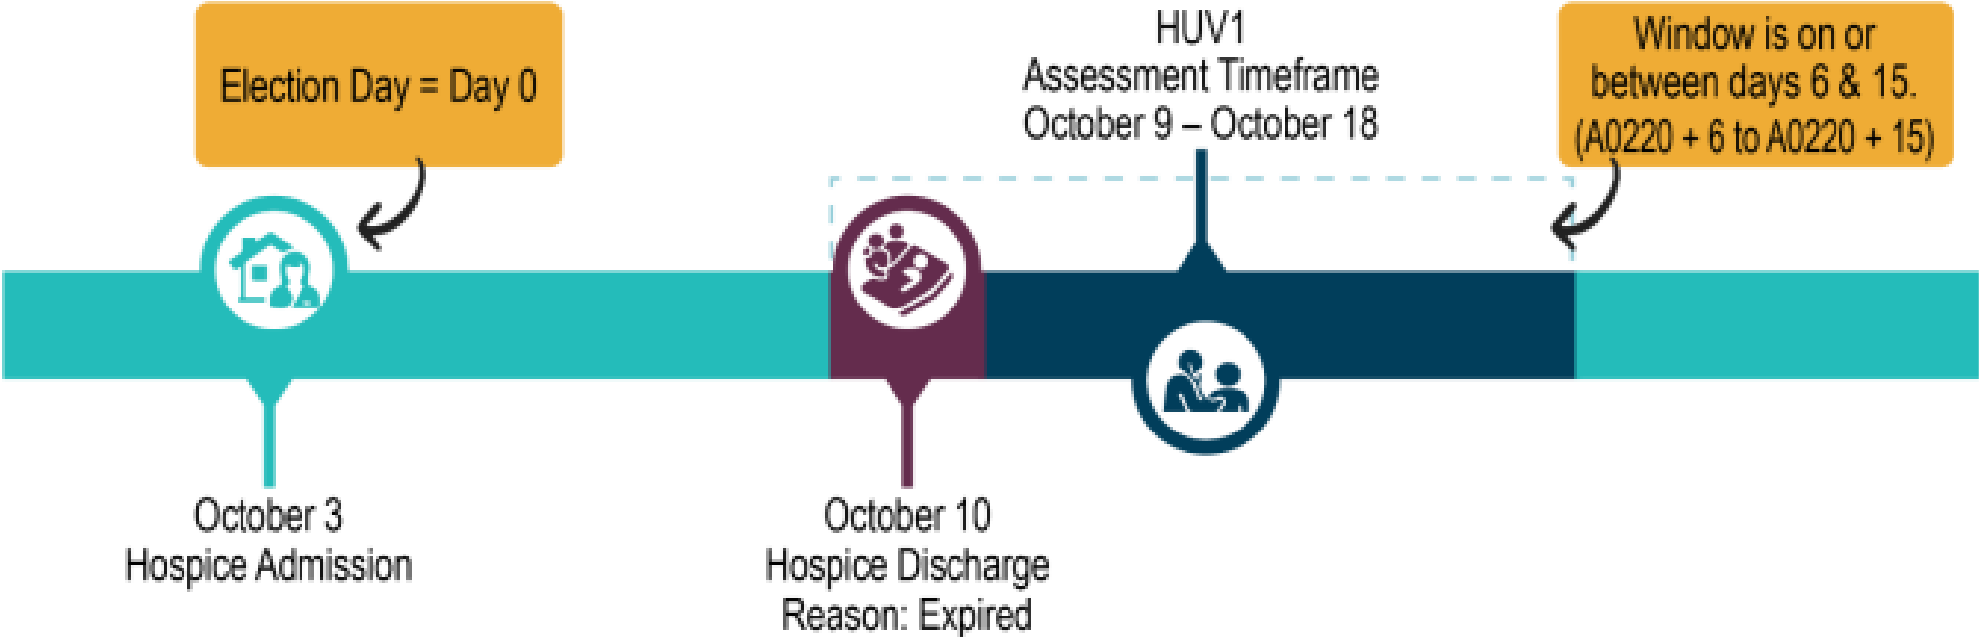 Election Day = Day 0
HUV1
Assessment Timeframe
October 9 – October 18
Window is on or
between days 6 & 15.
(A0220 + 6 to A0220 + 15)
October 3
Hospice Admission
October 10
Hospice Discharge
Reason: Expired